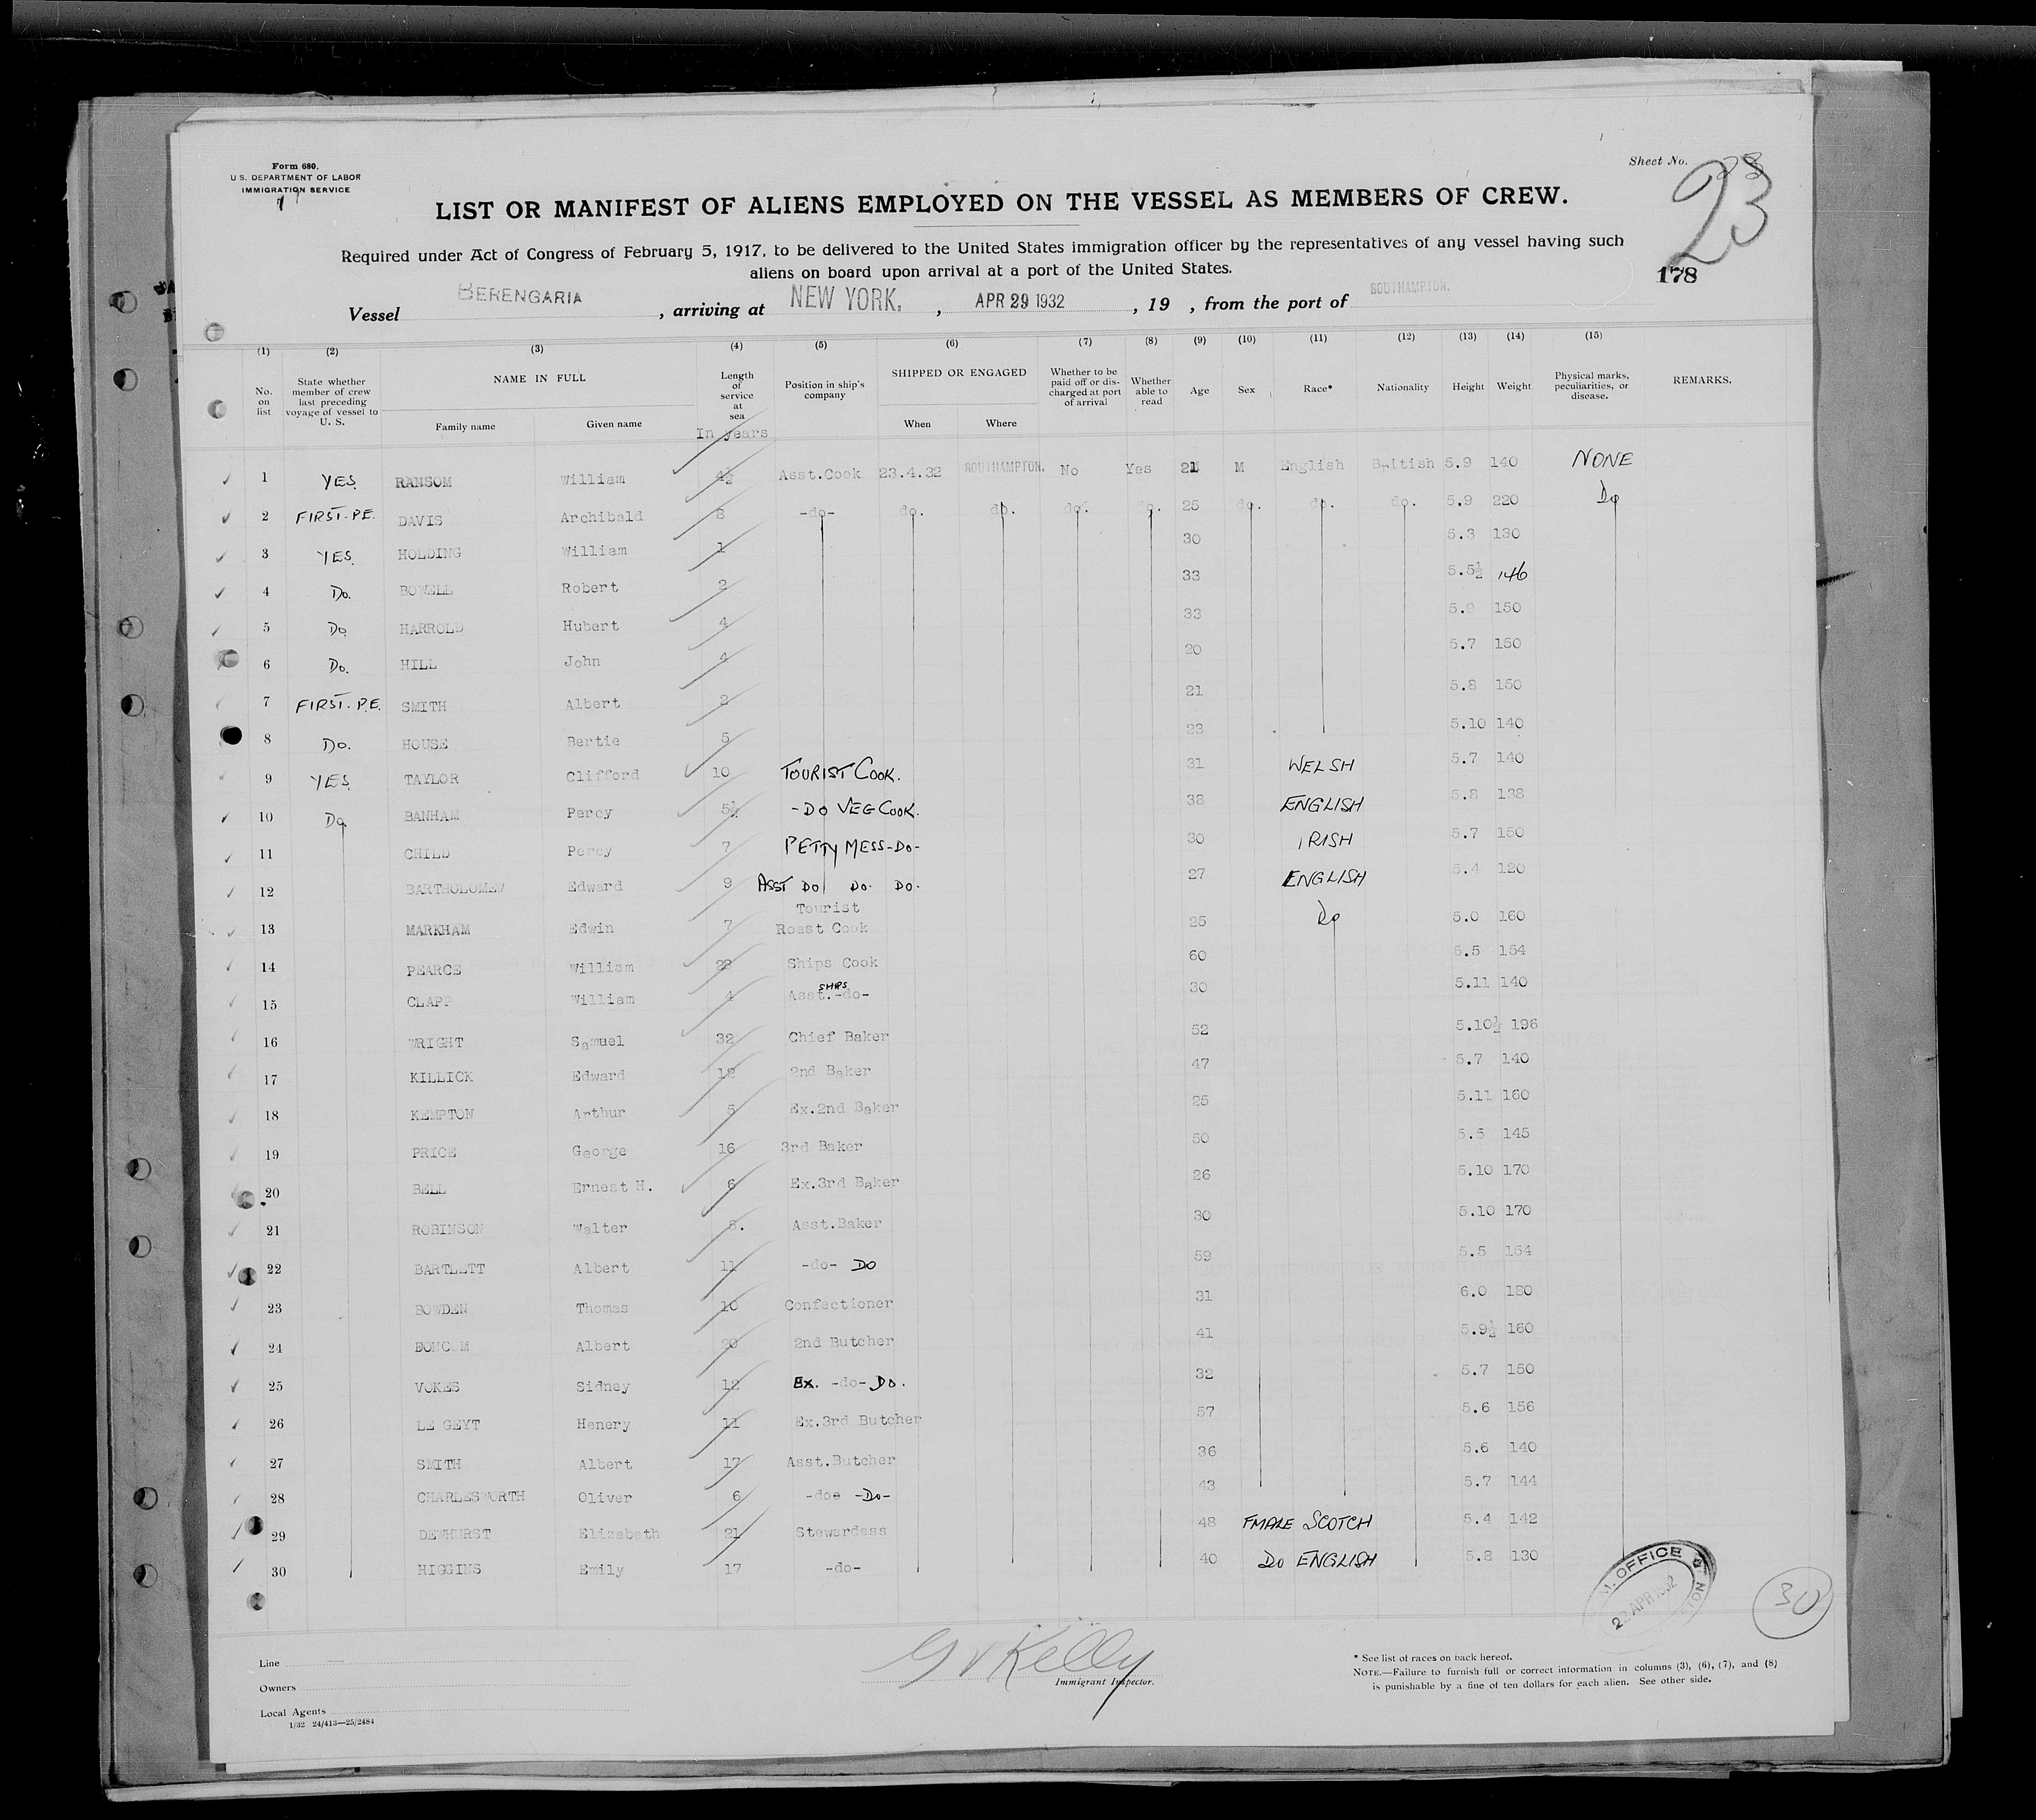 Form 680.
U. S. DEPARTMENT OF LABOR
IMMIGRATION SERVICE
Sheet No.
23
LIST OR MANIFEST OF ALIENS EMPLOYED ON THE VESSEL AS MEMBERS OF CREW.
Required under Act of Congress of February 5, 1917, to be delivered to the United States immigration officer by the representatives of any vessel having such
aliens on board upon arrival at a port of the United States.
178
Vessel BERENGARIA, arriving at NEW YORK, , APR 29 1932 , 19 , from the port of SOUTHAMPTON.
(1) (2) (3) (4) (5) (6) (7) (8) (9) (10) (11) (12) (13) (14) (15)
No. on list State whether member of crew last preceding voyage of vessel to U. S. NAME IN FULL Family name Given name Length of service at sea Position in ship's company SHIPPED OR ENGAGED When Where Whether to be paid off or discharged at port of arrival Whether able to read Age Sex Race* Nationality Height Weight Physical marks, peculiarities, or disease. REMARKS.
In years
1 YES. RANSOM William 4½ Asst.Cook 23.4.32 SOUTHAMPTON. No Yes 21 M English British 5.9 140 NONE
2 FIRST.P.E. DAVIS Archibald 8 -do- do. do. do. do. 25 do. do. do. 5.9 220 Do
3 YES. HOLDING William 1 30 5.3 130
4 Do. BOWELL Robert 2 33 5.5½ 146
5 Do HARROLD Hubert 4 33 5.9 150
6 Do. HILL John 4 20 5.7 150
7 FIRST.P.E. SMITH Albert 2 21 5.8 150
8 Do. HOUSE Bertie 5 23 5.10 140
9 YES. TAYLOR Clifford 10 TOURIST COOK. 31 WELSH 5.7 140
10 Do BANHAM Percy 5½ -DO VEG COOK. 38 ENGLISH 5.8 138
11 CHILD Percy 7 PETTY MESS-DO- 30 IRISH 5.7 150
12 BARTHOLOMEW Edward 9 ASST DO DO. DO. 27 ENGLISH 5.4 120
13 MARKHAM Edwin 7 Tourist Roast Cook 25 Do 5.0 160
14 PEARCE William 28 Ships Cook 60 5.5 154
15 CLAPP William 4 Asst. SHIPS -do- 30 5.11 140
16 WRIGHT Samuel 32 Chief Baker 52 5.10½ 196
17 KILLICK Edward 12 2nd Baker 47 5.7 140
18 KEMPTON Arthur 5 Ex.2nd Baker 25 5.11 160
19 PRICE George 16 3rd Baker 50 5.5 145
20 BELL Ernest H. 6 Ex.3rd Baker 26 5.10 170
21 ROBINSON Walter 8. Asst.Baker 30 5.10 170
22 BARTLETT Albert 11 -do- DO 59 5.5 154
23 BOWDEN Thomas 10 Confectioner 31 6.0 180
24 Albert 20 2nd Butcher 41 5.9½ 160
25 VOKES Sidney 12 Ex. -do- DO. 32 5.7 150
26 LE GEYT Henery 11 Ex.3rd Butcher 57 5.6 156
27 SMITH Albert 17 Asst.Butcher 36 5.6 140
28 CHARLESWORTH Oliver 6 -do- -DO- 43 5.7 144
29 DEWHURST Elizabeth 21 Stewardess 48 FMALE SCOTCH 5.4 142
30 HIGGINS Emily 17 -do- 40 DO ENGLISH 5.8 130
M. OFFICE
APR 1932
30
Line
Owners
Local Agents
1/32 24/413—25/2484
G V Kelly
Immigrant Inspector.
* See list of races on back hereof.
NOTE.—Failure to furnish full or correct information in columns (3), (6), (7), and (8)
is punishable by a fine of ten dollars for each alien. See other side.